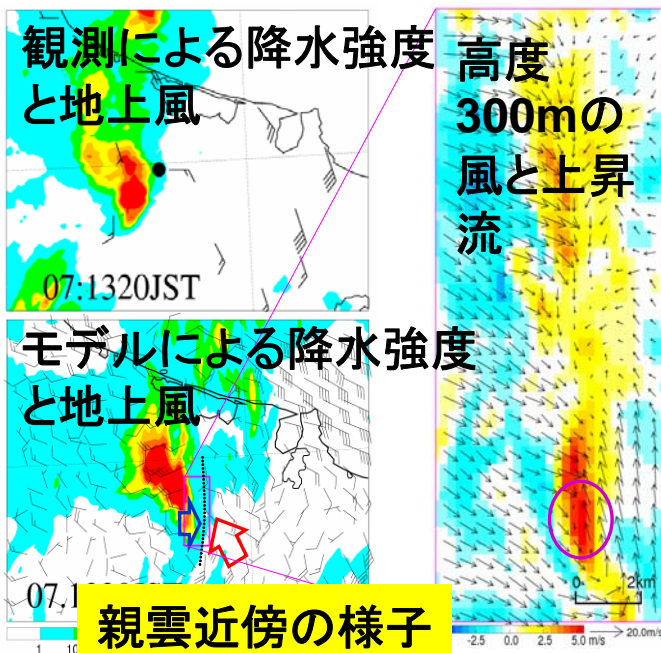 観測による降水強度
と地上風
07:1320JST
モデルによる降水強度
と地上風
07.1
1
10
親雲近傍の様子
高度
300mの
風と上昇
流
0 2km
-2.5 0.0 2.5 5.0 m/s 20.0m/s